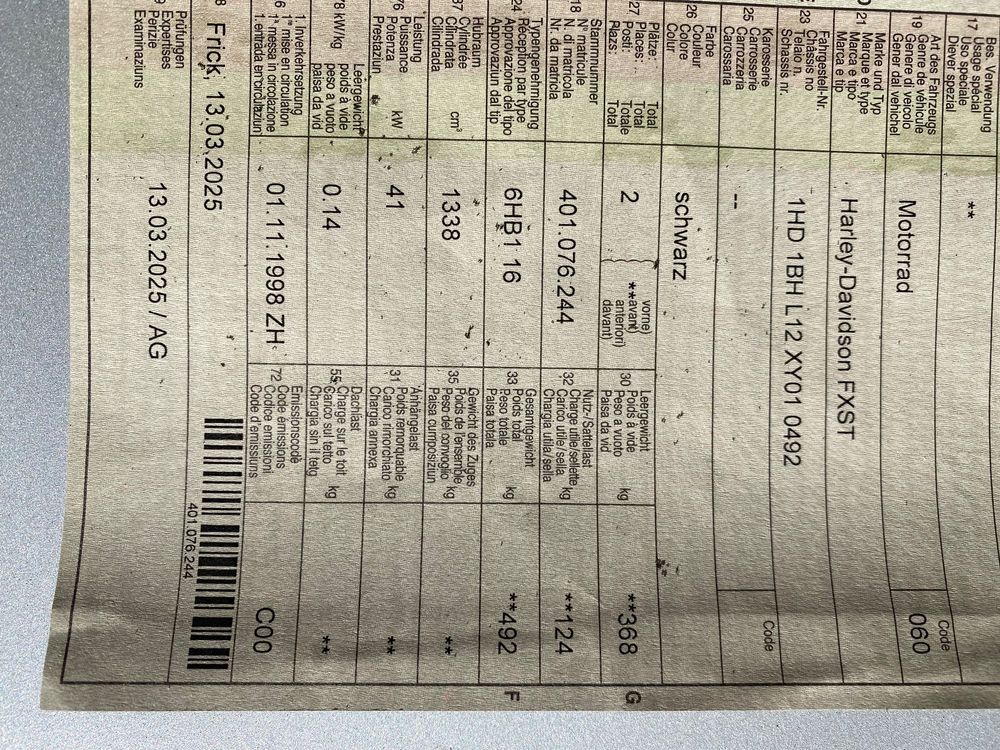 17 Bes. Verwendung **
Usage spécial
Uso speciale
Diever spezial
19 Art des Fahrzeugs Motorrad Code 060
Genre de véhicule
Genere di veicolo
Gener dal vehichel
21 Marke und Typ Harley-Davidson FXST
Marque et type
Marca e tipo
Marca e tip
23 Fahrgestell-Nr. 1HD 1BH L12 XY01 0492
Châssis no
Telaio n.
Schassis nr.
25 Karosserie -- Code
Carrosserie
Carrozzeria
Carossaria
26 Farbe schwarz
Couleur
Colore
Colur
27 Plätze: Total 2 vorne) 30 Leergewicht kg **368 G
Places: Total **avant) Poids à vide
Posti: Totale anteriori) Peso a vuoto
Plazs: Total davant) Paisa da vid
18 Stammnummer 401.076.244 32 Nutz-/Sattellast kg **124
N° matricule Charge utile/sellette
N. di matricola Carico utile/sella
Nr. da matricla Chargia utila/sella
24 Typengenehmigung 6HB1 16 33 Gesamtgewicht kg **492 F
Réception par type Poids total
Approvazione del tipo Peso totale
Approvaziun dal tip Paisa totala
37 Hubraum cm³ 1338 35 Gewicht des Zuges kg **
Cylindrée Poids de l'ensemble
Cilindrata Peso del convoglio
Cilindrada Paisa cumposiziun
76 Leistung kW 41 31 Anhängelast kg **
Puissance Poids remorquable
Potenza Carico rimorchiato
Prestaziun Chargia annexa
78 kW/kg Leergewicht 0.14 55 Dachlast kg **
poids à vide Charge sur le toit
peso a vuoto Carico sul tetto
paisa da vid Chargia sin il tetg
36 1. Inverkehrsetzung 01.11.1998 ZH 72 Emissionscode C00
1re mise en circulation Code émissions
1a messa in circolazione Codice emissioni
1. entrada en circulaziun Code d'emissiuns
8 Frick, 13.03.2025
401.076.244
9 Prüfungen 13.03.2025 / AG
Expertises
Perizie
Examinaziuns